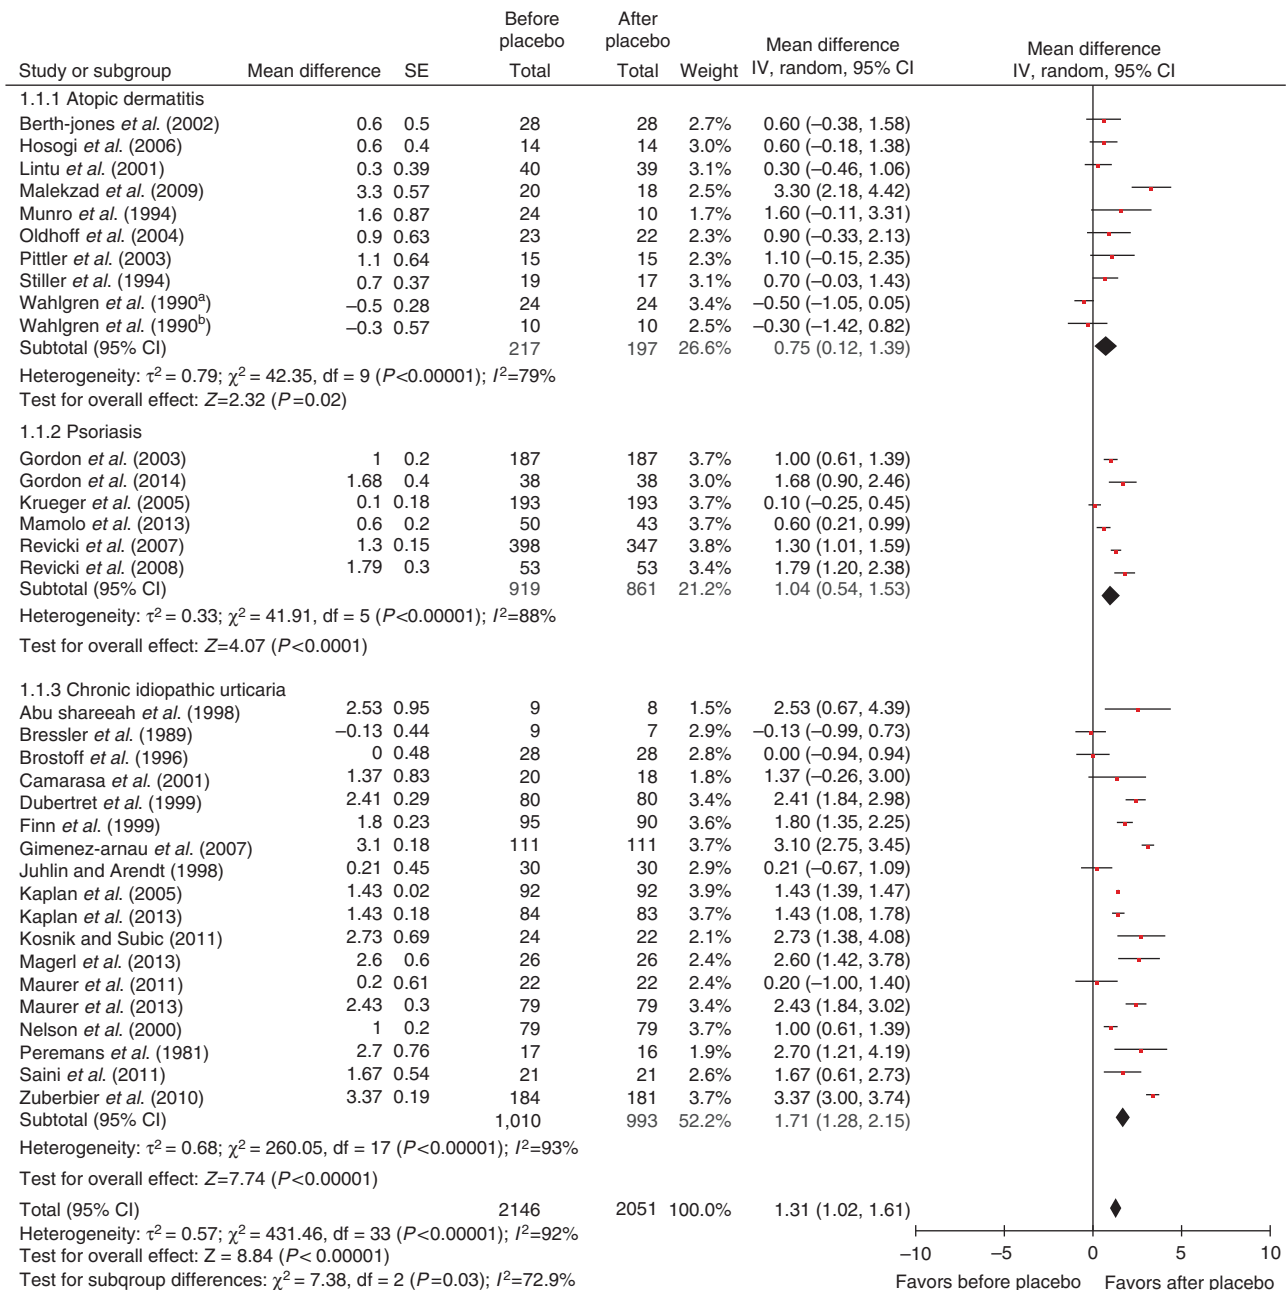 Before After
placebo placebo Mean difference Mean difference
Study or subgroup Mean difference SE Total Total Weight IV, random, 95% CI IV, random, 95% CI
1.1.1 Atopic dermatitis
Berth-jones et al. (2002) 0.6 0.5 28 28 2.7% 0.60 (–0.38, 1.58)
Hosogi et al. (2006) 0.6 0.4 14 14 3.0% 0.60 (–0.18, 1.38)
Lintu et al. (2001) 0.3 0.39 40 39 3.1% 0.30 (–0.46, 1.06)
Malekzad et al. (2009) 3.3 0.57 20 18 2.5% 3.30 (2.18, 4.42)
Munro et al. (1994) 1.6 0.87 24 10 1.7% 1.60 (–0.11, 3.31)
Oldhoff et al. (2004) 0.9 0.63 23 22 2.3% 0.90 (–0.33, 2.13)
Pittler et al. (2003) 1.1 0.64 15 15 2.3% 1.10 (–0.15, 2.35)
Stiller et al. (1994) 0.7 0.37 19 17 3.1% 0.70 (–0.03, 1.43)
Wahlgren et al. (1990ª) –0.5 0.28 24 24 3.4% –0.50 (–1.05, 0.05)
Wahlgren et al. (1990ᵇ) –0.3 0.57 10 10 2.5% –0.30 (–1.42, 0.82)
Subtotal (95% CI) 217 197 26.6% 0.75 (0.12, 1.39)
Heterogeneity: τ² = 0.79; χ² = 42.35, df = 9 (P<0.00001); I²=79%
Test for overall effect: Z=2.32 (P=0.02)
1.1.2 Psoriasis
Gordon et al. (2003) 1 0.2 187 187 3.7% 1.00 (0.61, 1.39)
Gordon et al. (2014) 1.68 0.4 38 38 3.0% 1.68 (0.90, 2.46)
Krueger et al. (2005) 0.1 0.18 193 193 3.7% 0.10 (–0.25, 0.45)
Mamolo et al. (2013) 0.6 0.2 50 43 3.7% 0.60 (0.21, 0.99)
Revicki et al. (2007) 1.3 0.15 398 347 3.8% 1.30 (1.01, 1.59)
Revicki et al. (2008) 1.79 0.3 53 53 3.4% 1.79 (1.20, 2.38)
Subtotal (95% CI) 919 861 21.2% 1.04 (0.54, 1.53)
Heterogeneity: τ² = 0.33; χ² = 41.91, df = 5 (P<0.00001); I²=88%
Test for overall effect: Z=4.07 (P<0.0001)
1.1.3 Chronic idiopathic urticaria
Abu shareeah et al. (1998) 2.53 0.95 9 8 1.5% 2.53 (0.67, 4.39)
Bressler et al. (1989) –0.13 0.44 9 7 2.9% –0.13 (–0.99, 0.73)
Brostoff et al. (1996) 0 0.48 28 28 2.8% 0.00 (–0.94, 0.94)
Camarasa et al. (2001) 1.37 0.83 20 18 1.8% 1.37 (–0.26, 3.00)
Dubertret et al. (1999) 2.41 0.29 80 80 3.4% 2.41 (1.84, 2.98)
Finn et al. (1999) 1.8 0.23 95 90 3.6% 1.80 (1.35, 2.25)
Gimenez-arnau et al. (2007) 3.1 0.18 111 111 3.7% 3.10 (2.75, 3.45)
Juhlin and Arendt (1998) 0.21 0.45 30 30 2.9% 0.21 (–0.67, 1.09)
Kaplan et al. (2005) 1.43 0.02 92 92 3.9% 1.43 (1.39, 1.47)
Kaplan et al. (2013) 1.43 0.18 84 83 3.7% 1.43 (1.08, 1.78)
Kosnik and Subic (2011) 2.73 0.69 24 22 2.1% 2.73 (1.38, 4.08)
Magerl et al. (2013) 2.6 0.6 26 26 2.4% 2.60 (1.42, 3.78)
Maurer et al. (2011) 0.2 0.61 22 22 2.4% 0.20 (–1.00, 1.40)
Maurer et al. (2013) 2.43 0.3 79 79 3.4% 2.43 (1.84, 3.02)
Nelson et al. (2000) 1 0.2 79 79 3.7% 1.00 (0.61, 1.39)
Peremans et al. (1981) 2.7 0.76 17 16 1.9% 2.70 (1.21, 4.19)
Saini et al. (2011) 1.67 0.54 21 21 2.6% 1.67 (0.61, 2.73)
Zuberbier et al. (2010) 3.37 0.19 184 181 3.7% 3.37 (3.00, 3.74)
Subtotal (95% CI) 1,010 993 52.2% 1.71 (1.28, 2.15)
Heterogeneity: τ² = 0.68; χ² = 260.05, df = 17 (P<0.00001); I²=93%
Test for overall effect: Z=7.74 (P<0.00001)
Total (95% CI) 2146 2051 100.0% 1.31 (1.02, 1.61)
Heterogeneity: τ² = 0.57; χ² = 431.46, df = 33 (P<0.00001); I²=92%
Test for overall effect: Z = 8.84 (P< 0.00001)
–10 –5 0 5 10
Test for subqroup differences: χ² = 7.38, df = 2 (P=0.03); I²=72.9%
Favors before placebo Favors after placebo